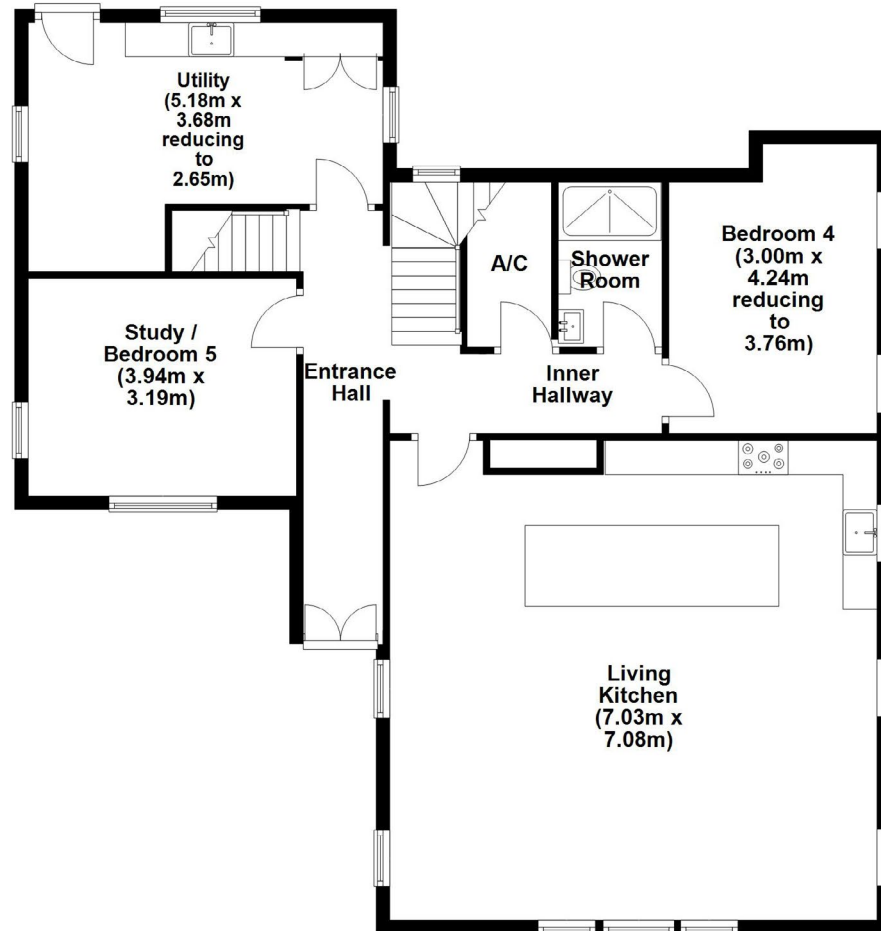 Utility
(5.18m x
3.68m
reducing
to
2.65m)
Study /
Bedroom 5
(3.94m x
3.19m)
Entrance
Hall
A/C
Shower
Room
Inner
Hallway
Bedroom 4
(3.00m x
4.24m
reducing
to
3.76m)
Living
Kitchen
(7.03m x
7.08m)